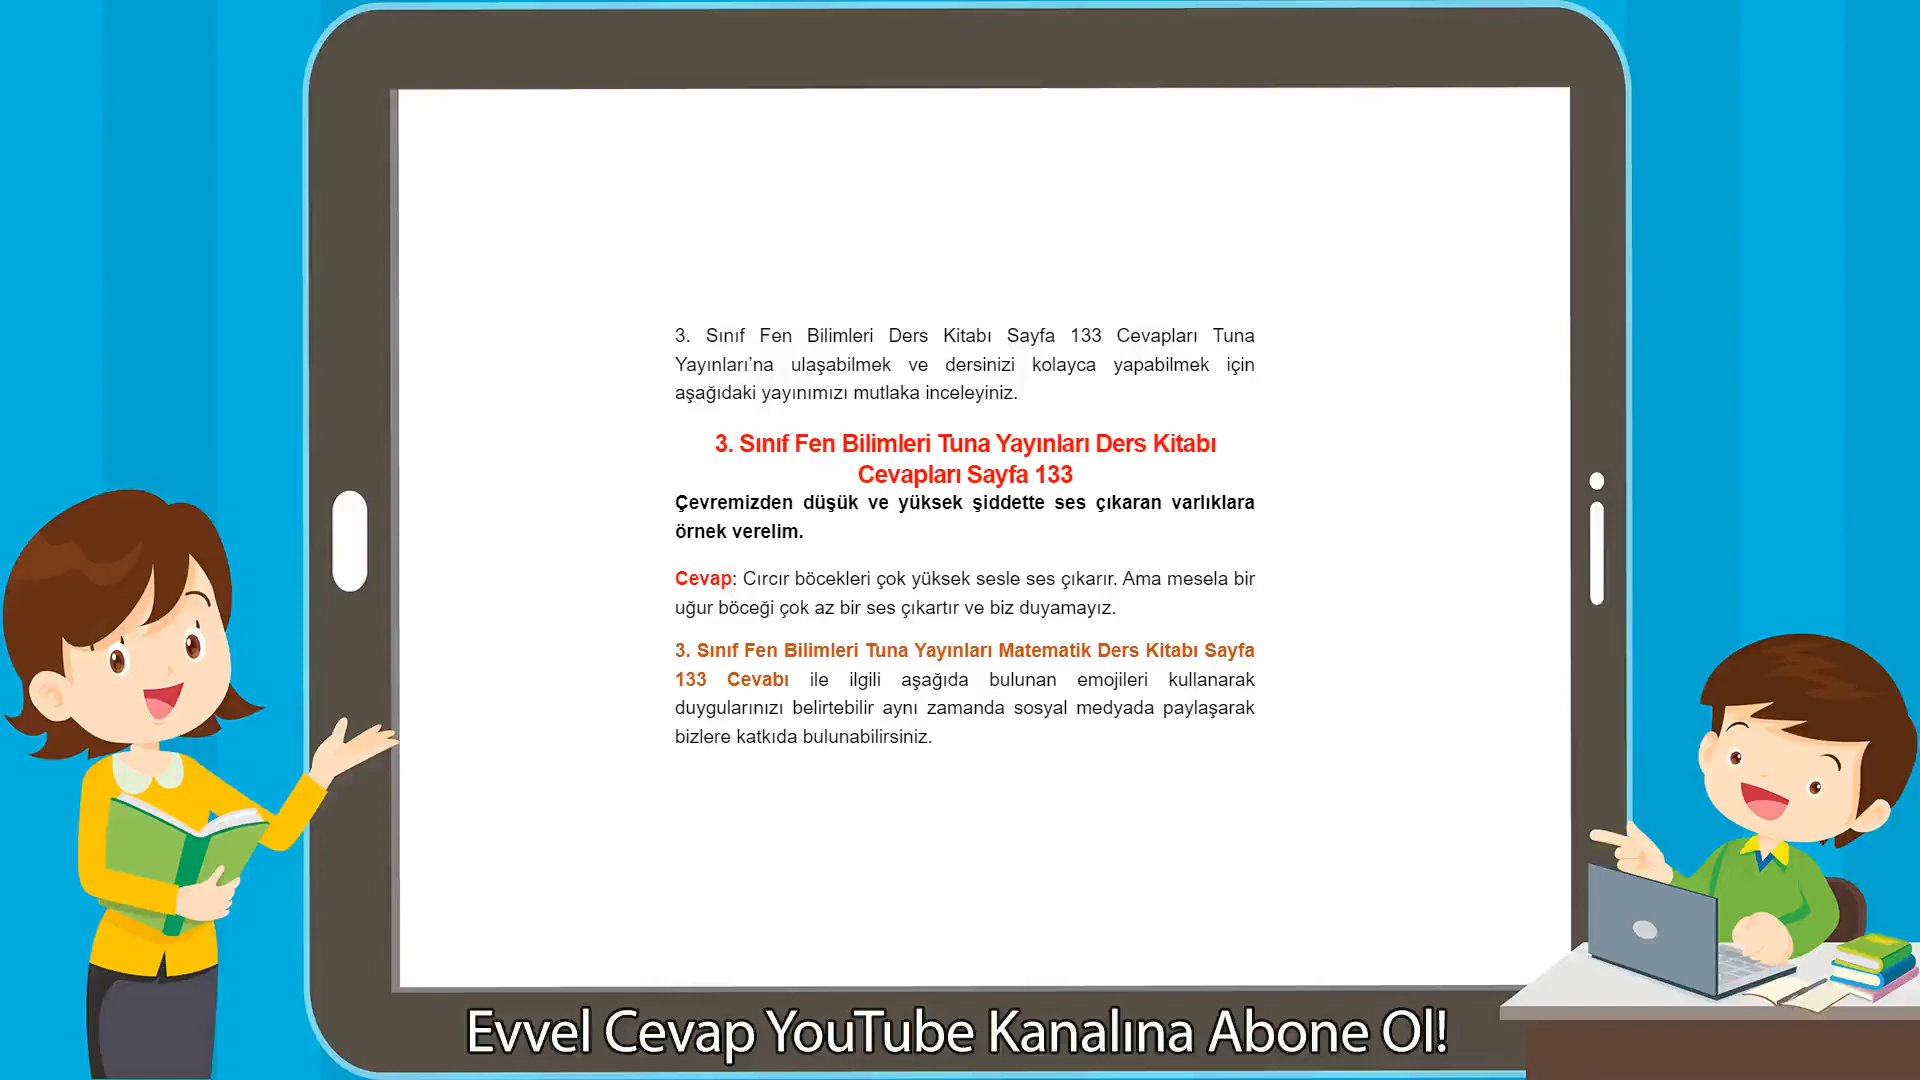 3. Sınıf Fen Bilimleri Ders Kitabı Sayfa 133 Cevapları Tuna
Yayınları’na ulaşabilmek ve dersinizi kolayca yapabilmek için
aşağıdaki yayınımızı mutlaka inceleyiniz.
3. Sınıf Fen Bilimleri Tuna Yayınları Ders Kitabı
Cevapları Sayfa 133
Çevremizden düşük ve yüksek şiddette ses çıkaran varlıklara
örnek verelim.
Cevap: Cırcır böcekleri çok yüksek sesle ses çıkarır. Ama mesela bir
uğur böceği çok az bir ses çıkartır ve biz duyamayız.
3. Sınıf Fen Bilimleri Tuna Yayınları Matematik Ders Kitabı Sayfa
133 Cevabı ile ilgili aşağıda bulunan emojileri kullanarak
duygularınızı belirtebilir aynı zamanda sosyal medyada paylaşarak
bizlere katkıda bulunabilirsiniz.
Evvel Cevap YouTube Kanalına Abone Ol!